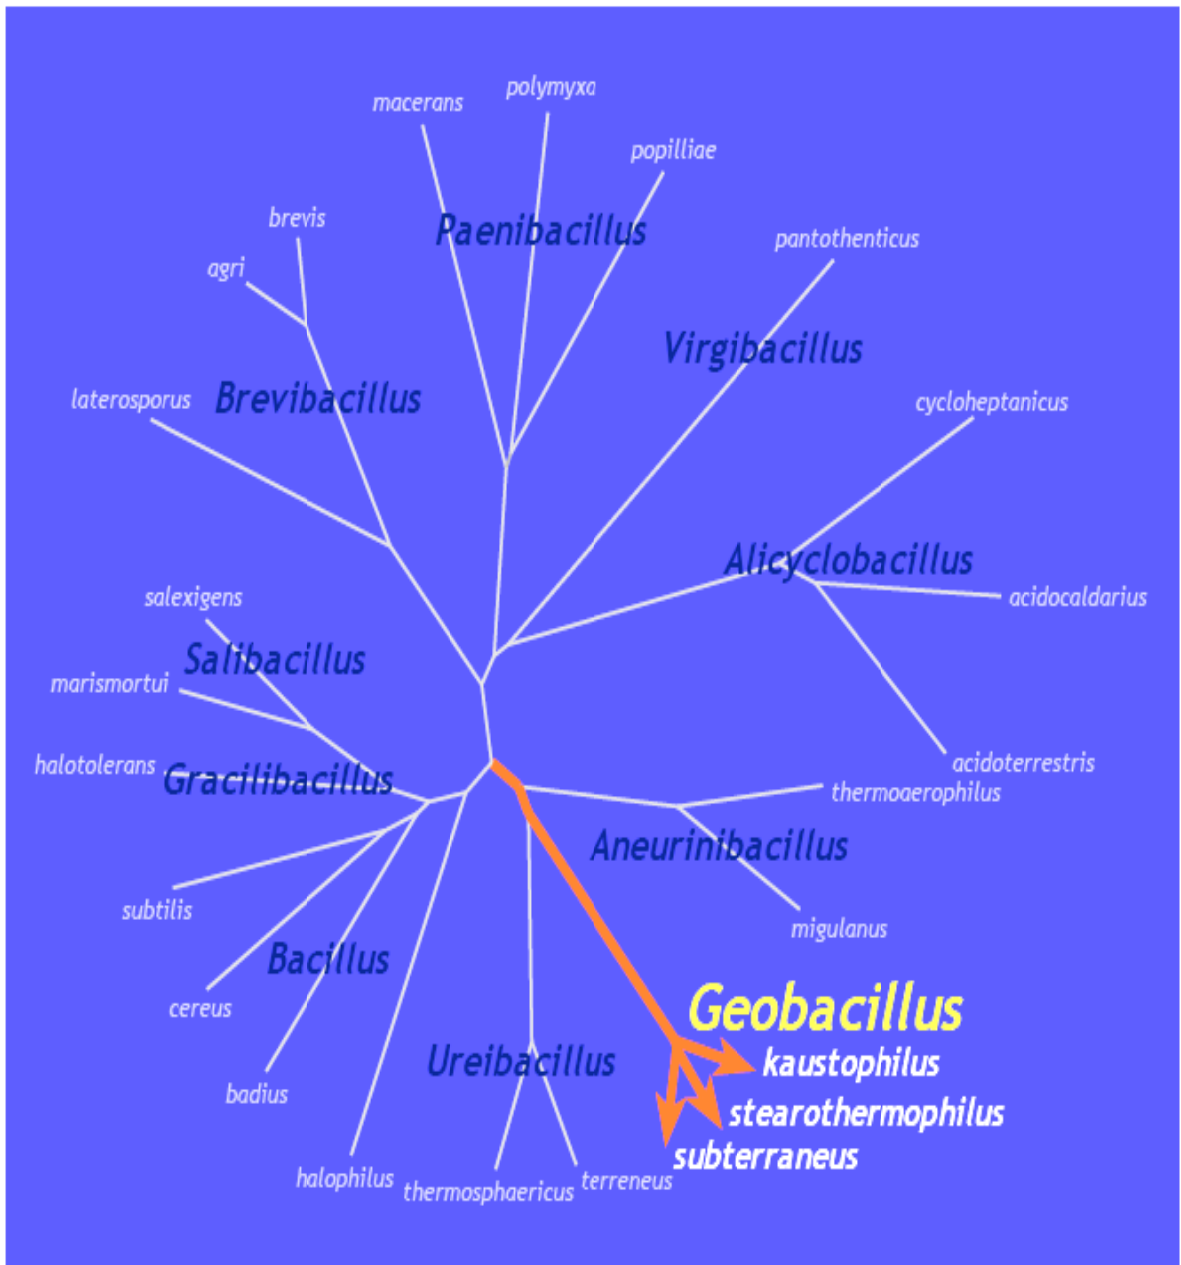 polymyxa
macerans
popilliae
Paenibacillus
brevis
pantothenticus
agri
Virgibacillus
Brevibacillus
laterosporus
cycloheptanicus
Alicyclobacillus
salexigens
acidocaldarius
Salibacillus
marismortui
halotolerans
Gracilibacillus
acidoterrestris
thermoaerophilus
Aneurinibacillus
subtilis
migulanus
Bacillus
cereus
Geobacillus
Ureibacillus
kaustophilus
badius
stearothermophilus
subterraneus
halophilus
thermosphaericus
terreneus